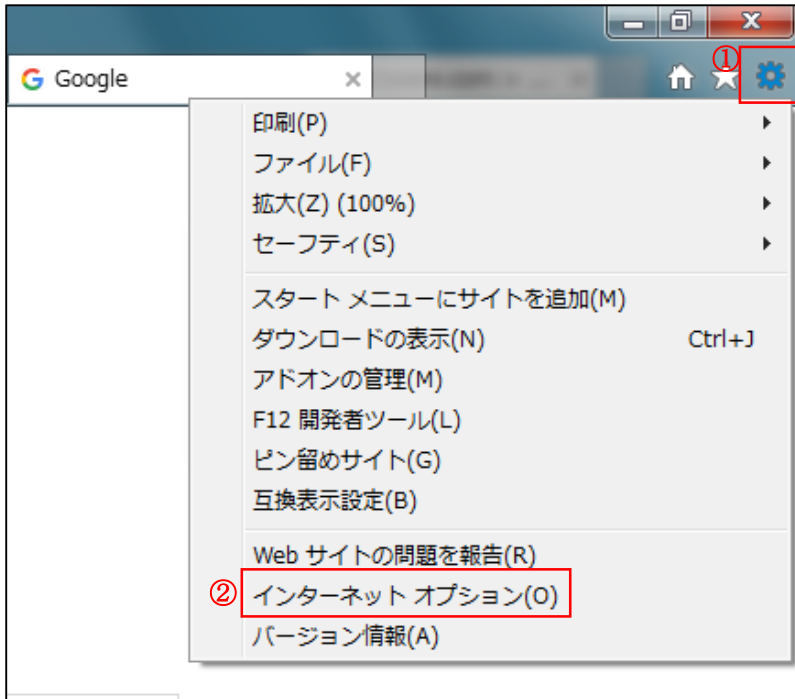 ①
Google
印刷(P)
ファイル(F)
拡大(Z) (100%)
セーフティ(S)
スタート メニューにサイトを追加(M)
ダウンロードの表示(N) Ctrl+J
アドオンの管理(M)
F12 開発者ツール(L)
ピン留めサイト(G)
互換表示設定(B)
Web サイトの問題を報告(R)
② インターネット オプション(O)
バージョン情報(A)